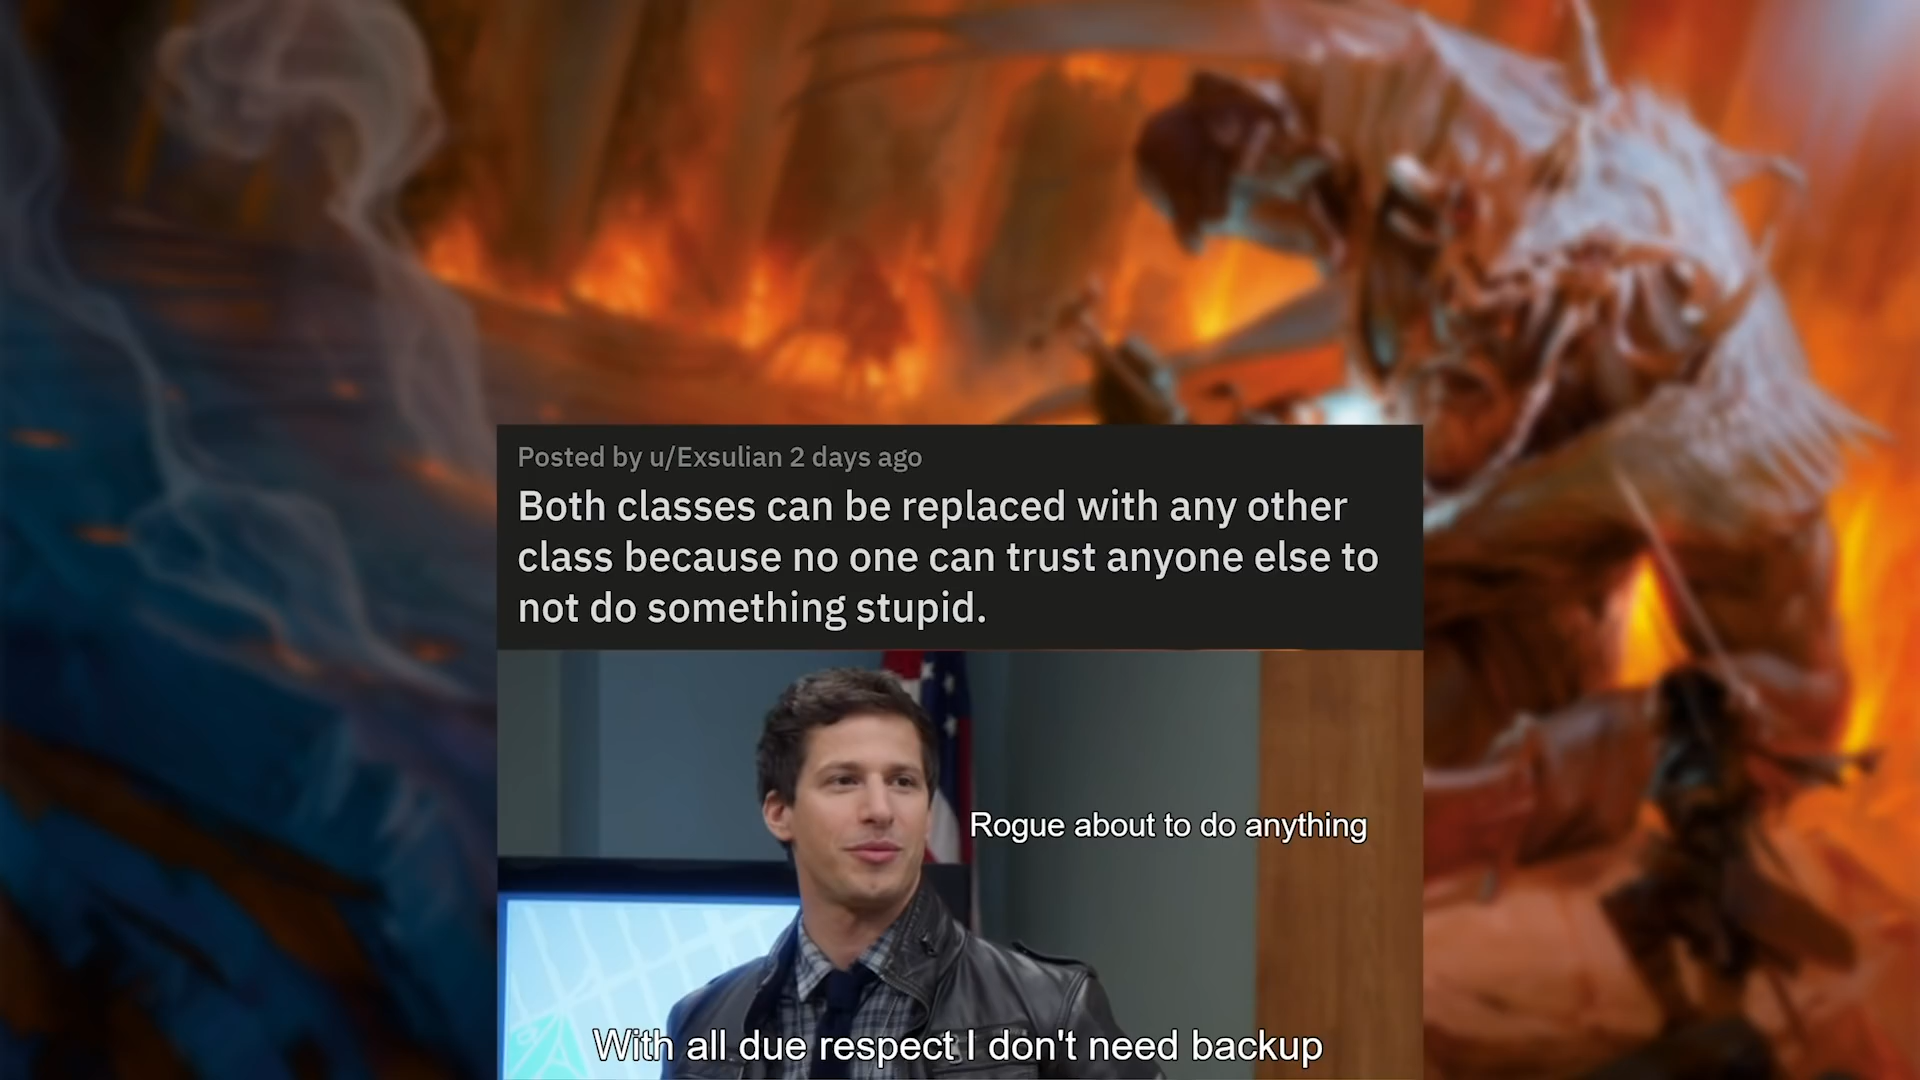 Posted by u/Exsulian 2 days ago
Both classes can be replaced with any other
class because no one can trust anyone else to
not do something stupid.
Rogue about to do anything
With all due respect I don't need backup